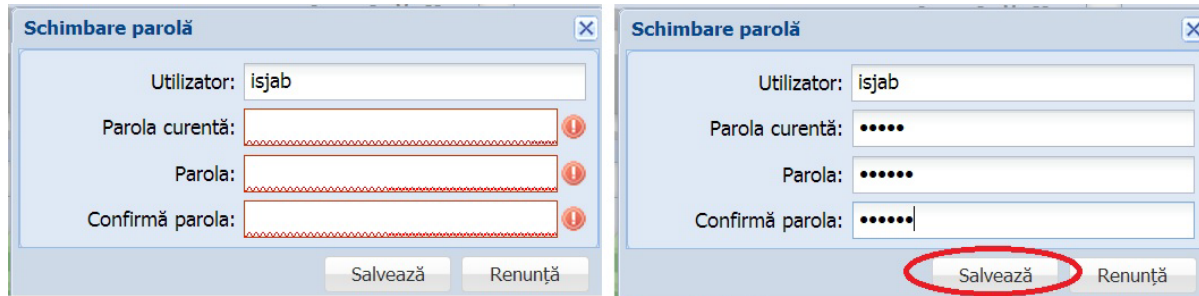 Schimbare parolă
Utilizator: isjab
Parola curentă:
Parola:
Confirmă parola:
Salvează Renunță
Schimbare parolă
Utilizator: isjab
Parola curentă: •••••
Parola: ••••••
Confirmă parola: ••••••
Salvează Renunță